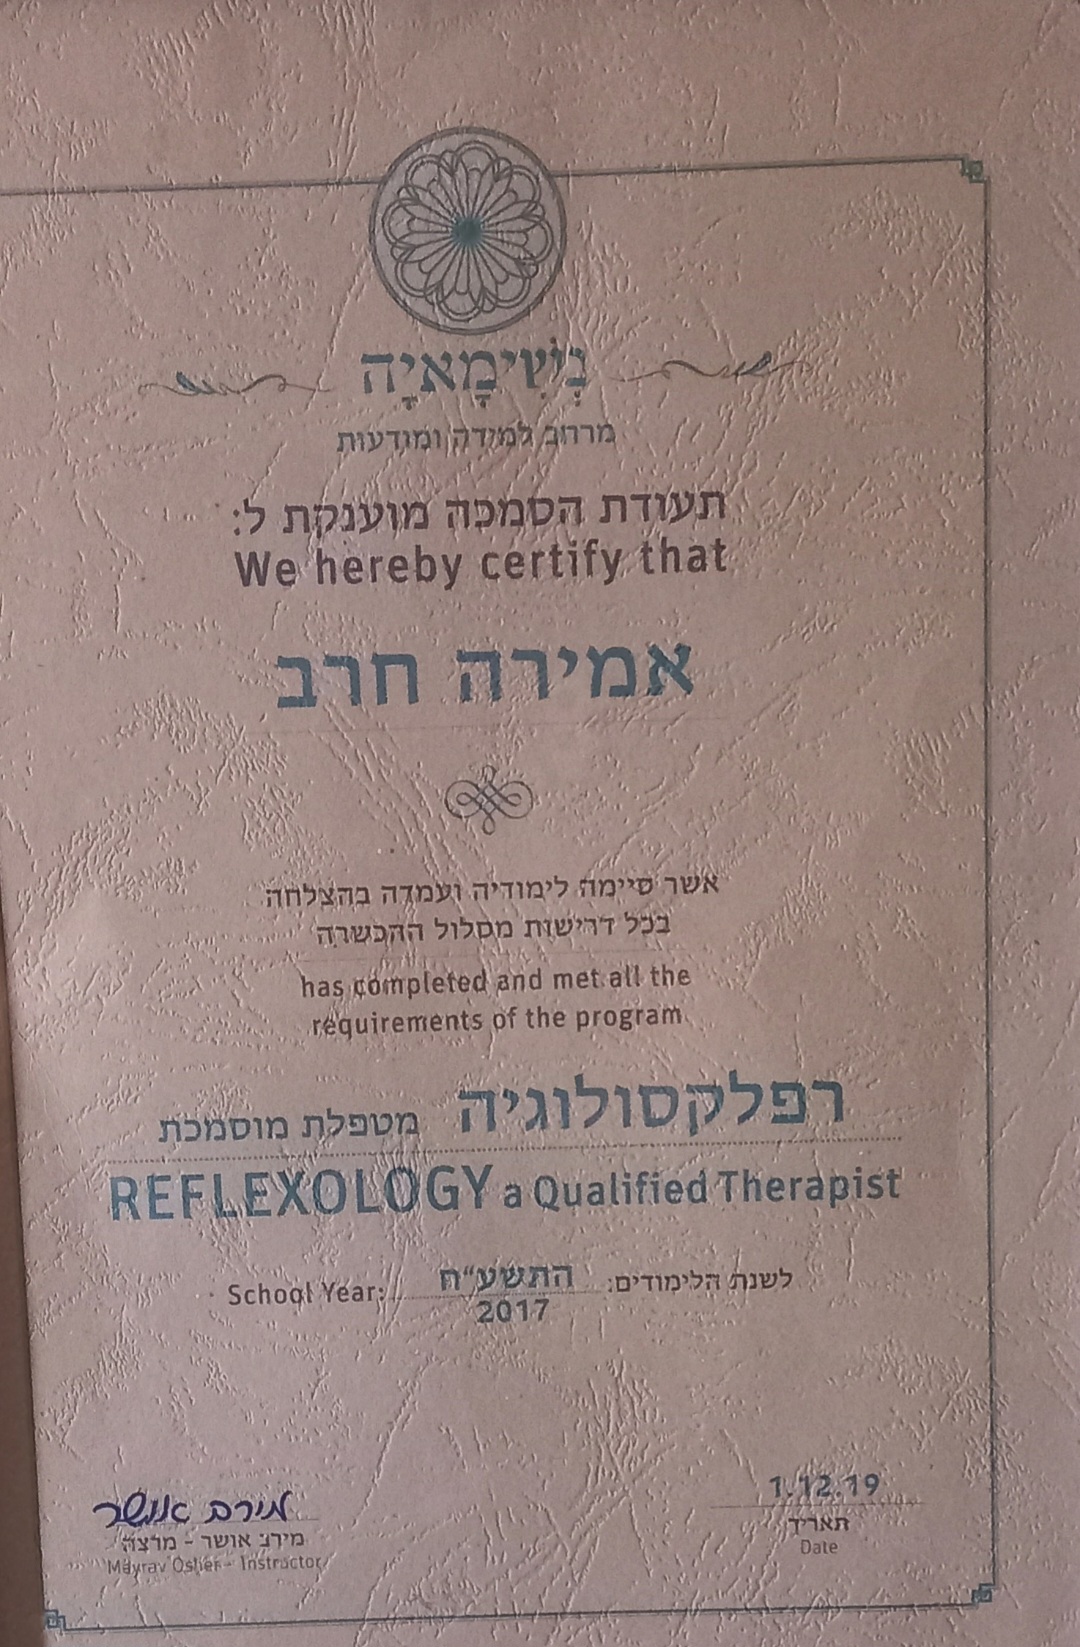 נְשִׁימָאיָה
מרחב למידה ומודעות
תעודת הסמכה מוענקת ל:
We hereby certify that
אמירה חרב
אשר סיימה לימודיה ועמדה בהצלחה
בכל דרישות מסלול ההכשרה
has completed and met all the
requirements of the program
רפלקסולוגיה מטפלת מוסמכת
REFLEXOLOGY a Qualified Therapist
לשנת הלימודים: התשע"ח School Year:
2017
מירב אושר
מירב אושר - מרצה
Mayrav Osher - Instructor
1.12.19
תאריך
Date